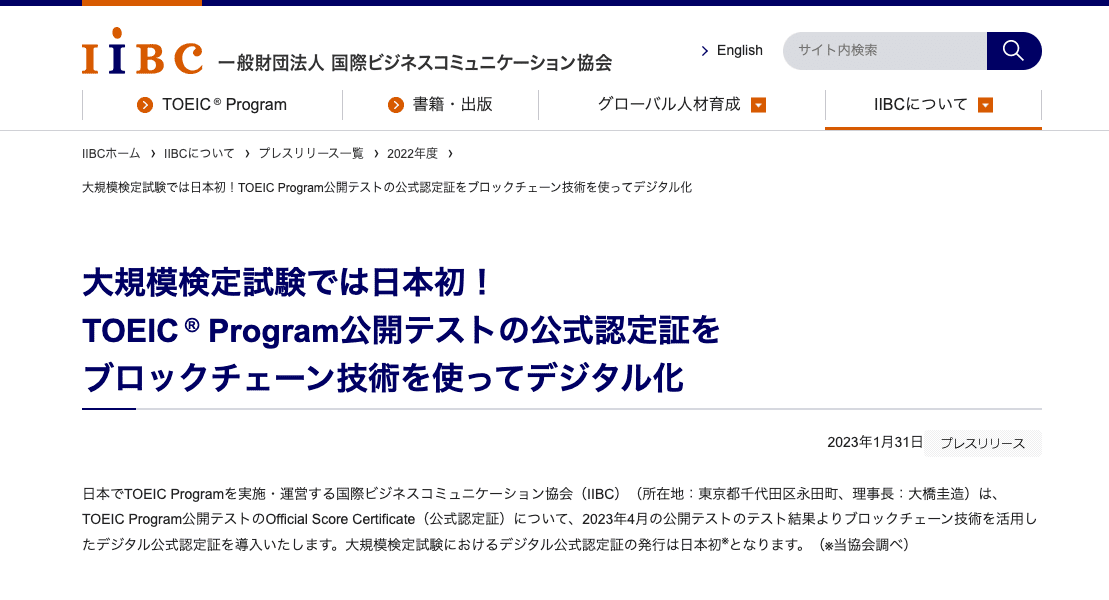 IiBC 一般財団法人 国際ビジネスコミュニケーション協会
English
サイト内検索
TOEIC® Program
書籍・出版
グローバル人材育成
IIBCについて
IIBCホーム › IIBCについて › プレスリリース一覧 › 2022年度 ›
大規模検定試験では日本初！TOEIC Program公開テストの公式認定証をブロックチェーン技術を使ってデジタル化
大規模検定試験では日本初！
TOEIC® Program公開テストの公式認定証を
ブロックチェーン技術を使ってデジタル化
2023年1月31日 プレスリリース
日本でTOEIC Programを実施・運営する国際ビジネスコミュニケーション協会（IIBC）（所在地：東京都千代田区永田町、理事長：大橋圭造）は、
TOEIC Program公開テストのOfficial Score Certificate（公式認定証）について、2023年4月の公開テストのテスト結果よりブロックチェーン技術を活用し
たデジタル公式認定証を導入いたします。大規模検定試験におけるデジタル公式認定証の発行は日本初※となります。（※当協会調べ）